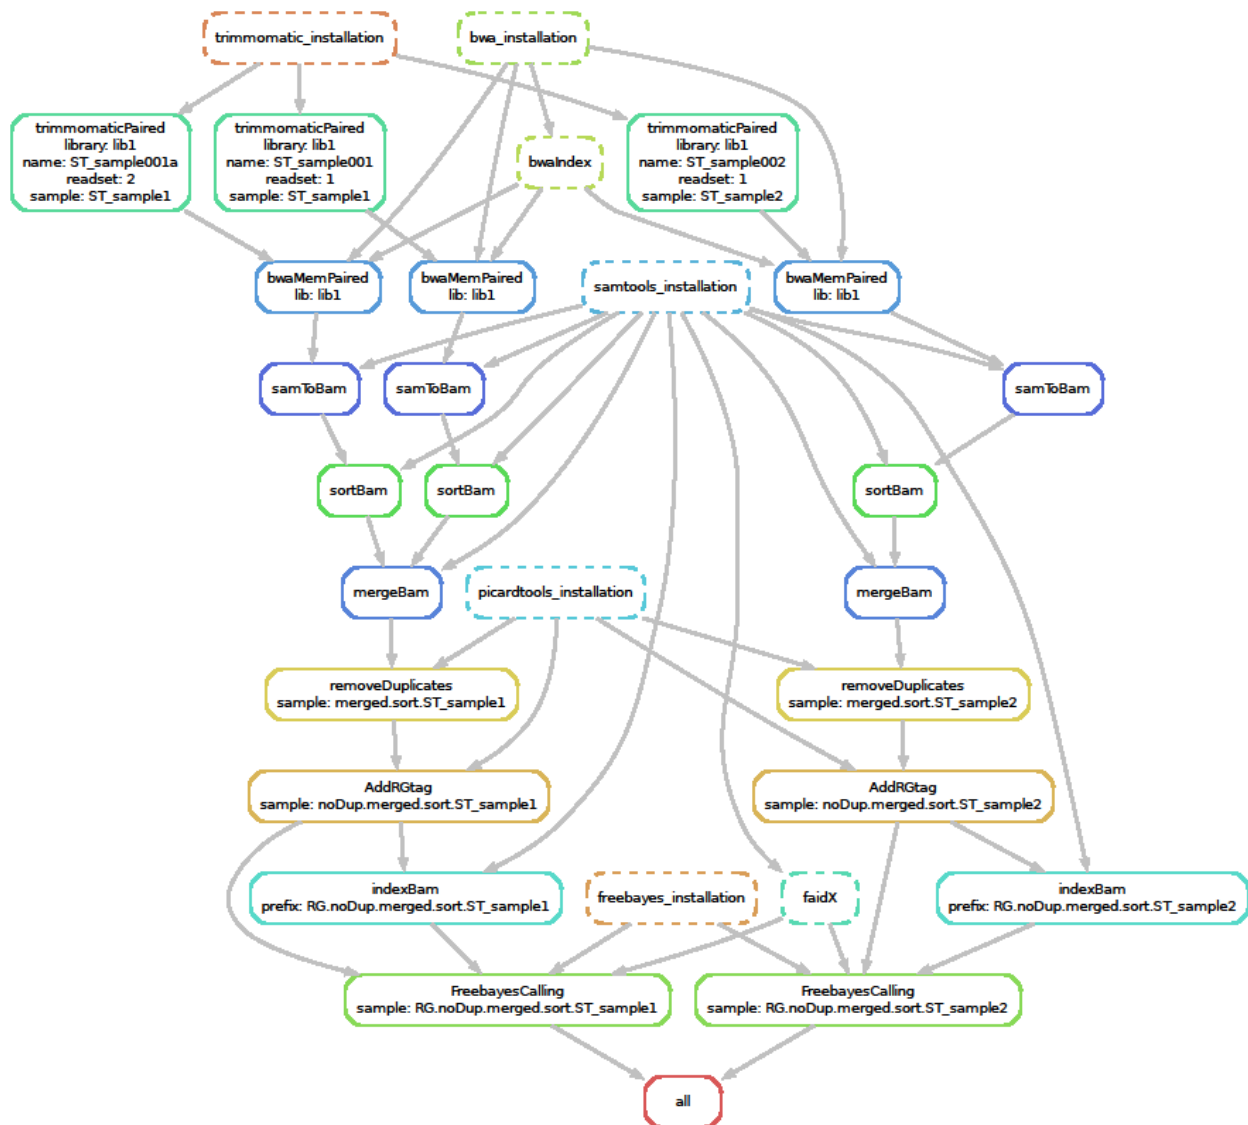 trimmomatic_installation
bwa_installation
trimmomaticPaired
library: lib1
name: ST_sample001a
readset: 2
sample: ST_sample1
trimmomaticPaired
library: lib1
name: ST_sample001
readset: 1
sample: ST_sample1
bwaIndex
trimmomaticPaired
library: lib1
name: ST_sample002
readset: 1
sample: ST_sample2
bwaMemPaired
lib: lib1
bwaMemPaired
lib: lib1
samtools_installation
bwaMemPaired
lib: lib1
samToBam
samToBam
samToBam
sortBam
sortBam
sortBam
mergeBam
picardtools_installation
mergeBam
removeDuplicates
sample: merged.sort.ST_sample1
removeDuplicates
sample: merged.sort.ST_sample2
AddRGtag
sample: noDup.merged.sort.ST_sample1
AddRGtag
sample: noDup.merged.sort.ST_sample2
indexBam
prefix: RG.noDup.merged.sort.ST_sample1
freebayes_installation
faidX
indexBam
prefix: RG.noDup.merged.sort.ST_sample2
FreebayesCalling
sample: RG.noDup.merged.sort.ST_sample1
FreebayesCalling
sample: RG.noDup.merged.sort.ST_sample2
all